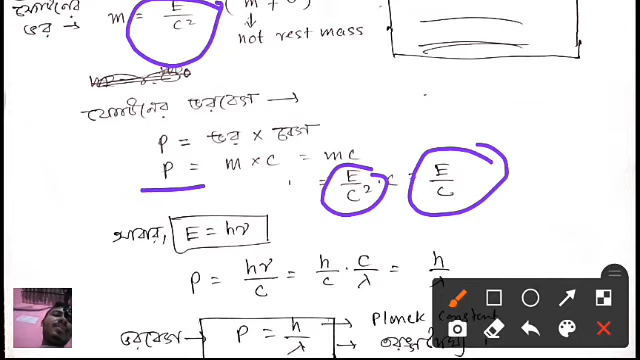 ফোটনের ভর → m = E/c² (m ≠ 0)
↓ not rest mass
ফোটনের ভরবেগ →
P = ভর × বেগ
P = m × c = mc
= E/c² · c = E/c
আবার, E = hν
P = hν/c = h/c · c/λ = h/λ
ভরবেগ → P = h/λ → Planck constant
→ তরঙ্গদৈর্ঘ্য